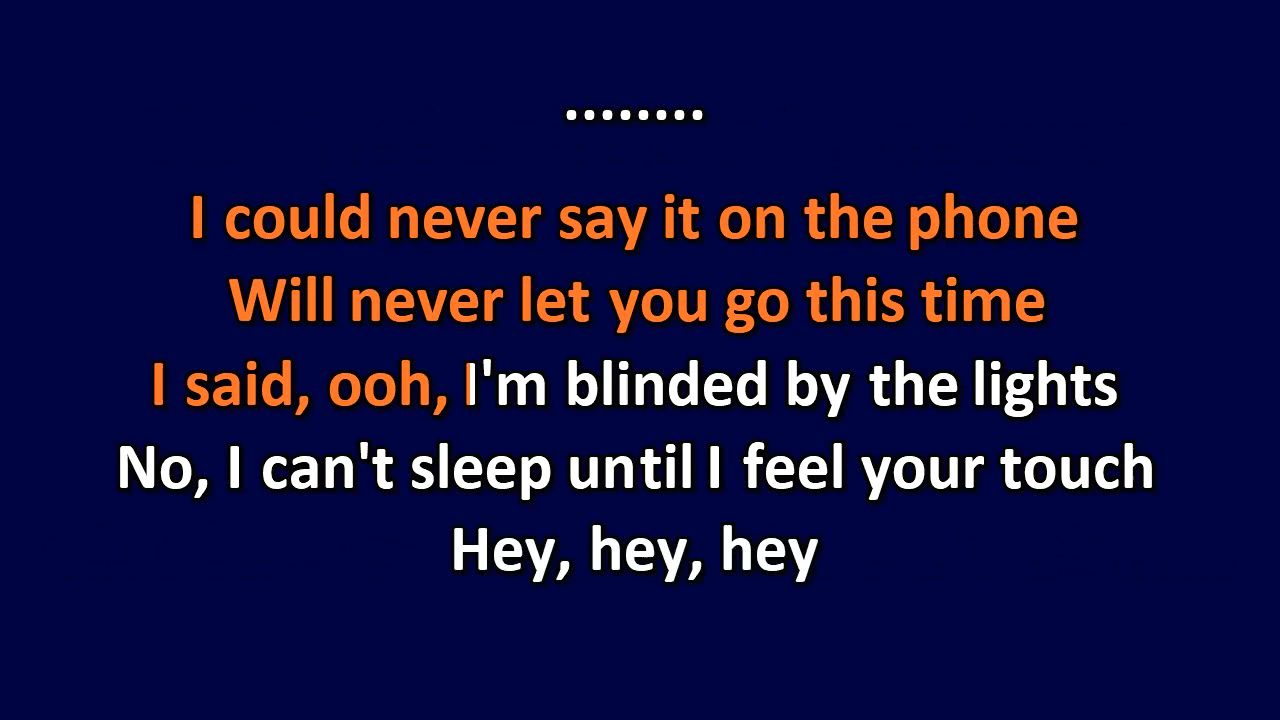 ........
I could never say it on the phone
Will never let you go this time
I said, ooh, I'm blinded by the lights
No, I can't sleep until I feel your touch
Hey, hey, hey